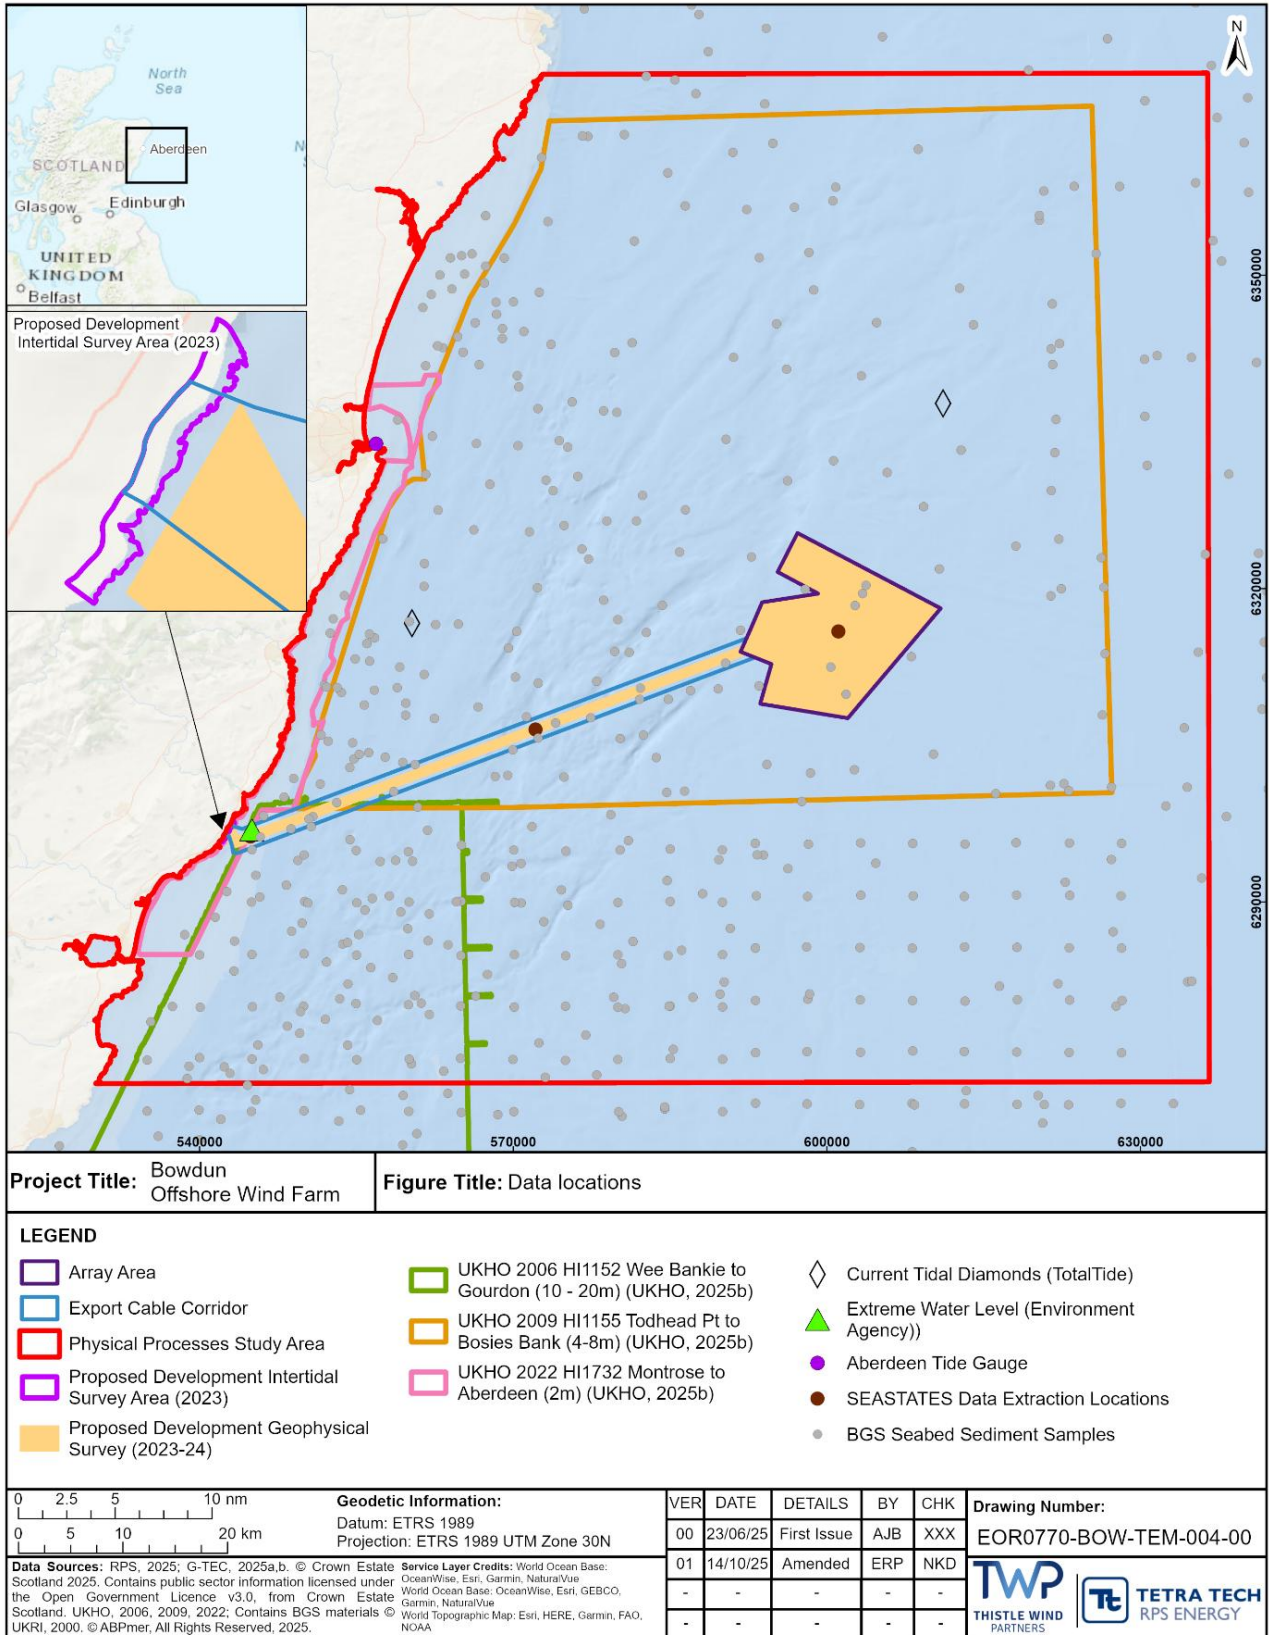 N
North
Sea
Aberdeen
SCOTLAND
Glasgow
Edinburgh
UNITED
KINGDOM
Belfast
Proposed Development
Intertidal Survey Area (2023)
6350000
6320000
6290000
540000
570000
600000
630000
Project Title: Bowdun
Offshore Wind Farm
Figure Title: Data locations
LEGEND
Array Area
Export Cable Corridor
Physical Processes Study Area
Proposed Development Intertidal
Survey Area (2023)
Proposed Development Geophysical
Survey (2023-24)
UKHO 2006 HI1152 Wee Bankie to
Gourdon (10 - 20m) (UKHO, 2025b)
UKHO 2009 HI1155 Todhead Pt to
Bosies Bank (4-8m) (UKHO, 2025b)
UKHO 2022 HI1732 Montrose to
Aberdeen (2m) (UKHO, 2025b)
Current Tidal Diamonds (TotalTide)
Extreme Water Level (Environment
Agency))
Aberdeen Tide Gauge
SEASTATES Data Extraction Locations
BGS Seabed Sediment Samples
0 2.5 5 10 nm
0 5 10 20 km
Geodetic Information:
Datum: ETRS 1989
Projection: ETRS 1989 UTM Zone 30N
Data Sources: RPS, 2025; G-TEC, 2025a,b. © Crown Estate
Scotland 2025. Contains public sector information licensed under
the Open Government Licence v3.0, from Crown Estate
Scotland. UKHO, 2006, 2009, 2022; Contains BGS materials ©
UKRI, 2000. © ABPmer, All Rights Reserved, 2025.
Service Layer Credits: World Ocean Base:
OceanWise, Esri, Garmin, NaturalVue
World Ocean Base: OceanWise, Esri, GEBCO,
Garmin, NaturalVue
World Topographic Map: Esri, HERE, Garmin, FAO,
NOAA
VER DATE DETAILS BY CHK
00 23/06/25 First Issue AJB XXX
01 14/10/25 Amended ERP NKD
- - - - -
- - - - -
Drawing Number:
EOR0770-BOW-TEM-004-00
TWP
THISTLE WIND
PARTNERS
Tt
TETRA TECH
RPS ENERGY